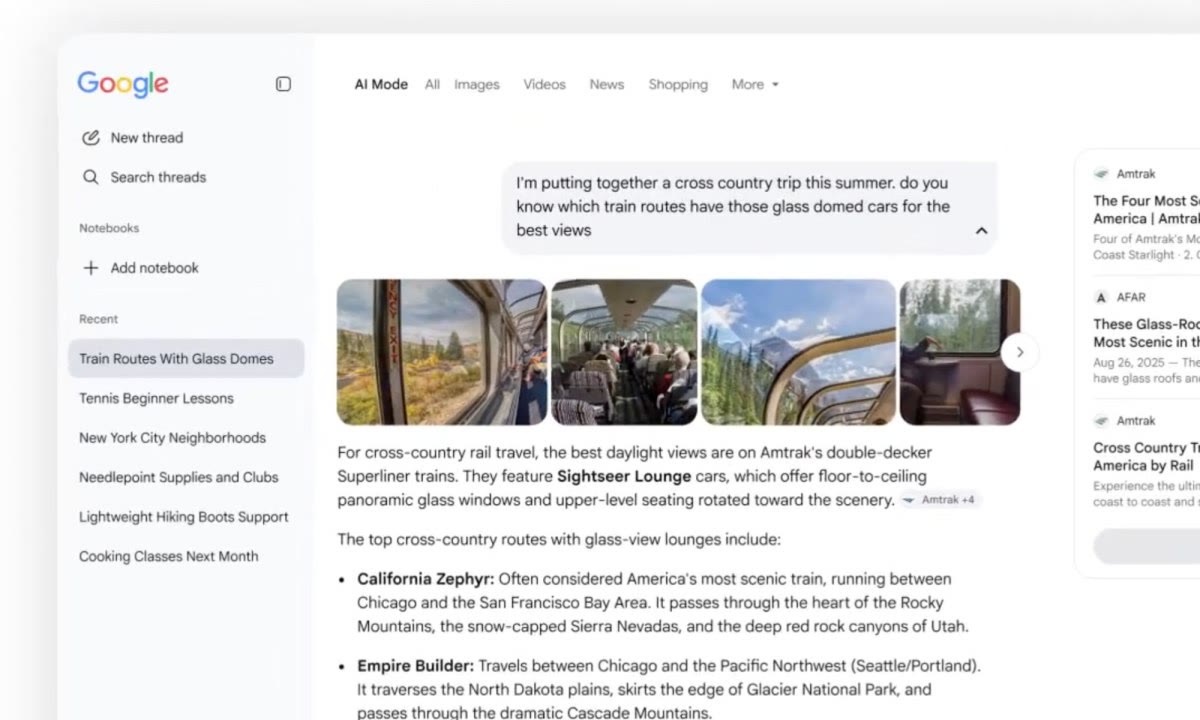 Google
New thread
Search threads
Notebooks
Add notebook
Recent
Train Routes With Glass Domes
Tennis Beginner Lessons
New York City Neighborhoods
Needlepoint Supplies and Clubs
Lightweight Hiking Boots Support
Cooking Classes Next Month
AI Mode All Images Videos News Shopping More
I'm putting together a cross country trip this summer. do you
know which train routes have those glass domed cars for the
best views
EXIT
For cross-country rail travel, the best daylight views are on Amtrak's double-decker
Superliner trains. They feature Sightseer Lounge cars, which offer floor-to-ceiling
panoramic glass windows and upper-level seating rotated toward the scenery. Amtrak +4
The top cross-country routes with glass-view lounges include:
• California Zephyr: Often considered America's most scenic train, running between
Chicago and the San Francisco Bay Area. It passes through the heart of the Rocky
Mountains, the snow-capped Sierra Nevadas, and the deep red rock canyons of Utah.
• Empire Builder: Travels between Chicago and the Pacific Northwest (Seattle/Portland).
It traverses the North Dakota plains, skirts the edge of Glacier National Park, and
passes through the dramatic Cascade Mountains.
Amtrak
The Four Most S
America | Amtra
Four of Amtrak's Mo
Coast Starlight · 2. 
A AFAR
These Glass-Roo
Most Scenic in th
Aug 26, 2025 — The
have glass roofs and
Amtrak
Cross Country T
America by Rail
Experience the ultim
coast to coast and